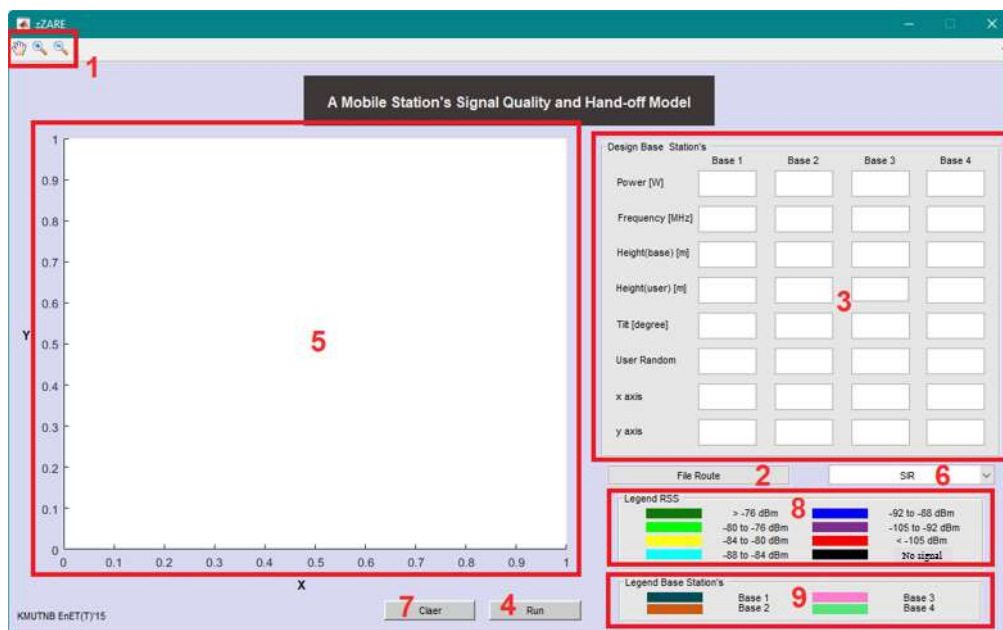 zZARE
1
A Mobile Station's Signal Quality and Hand-off Model
1
0.9
0.8
0.7
0.6
0.5
0.4
0.3
0.2
0.1
0
Y
5
0 0.1 0.2 0.3 0.4 0.5 0.6 0.7 0.8 0.9 1
X
Design Base Station's
Base 1 Base 2 Base 3 Base 4
Power [W]
Frequency [MHz]
Height(base) [m]
Height(user) [m]
3
Tilt [degree]
User Random
x axis
y axis
File Route 2 SIR 6
Legend RSS 8
> -76 dBm -92 to -88 dBm
-80 to -76 dBm -105 to -92 dBm
-84 to -80 dBm < -105 dBm
-88 to -84 dBm No signal
Legend Base Station's 9
Base 1 Base 3
Base 2 Base 4
7 Claer 4 Run
KMUTNB EnET(T)'15